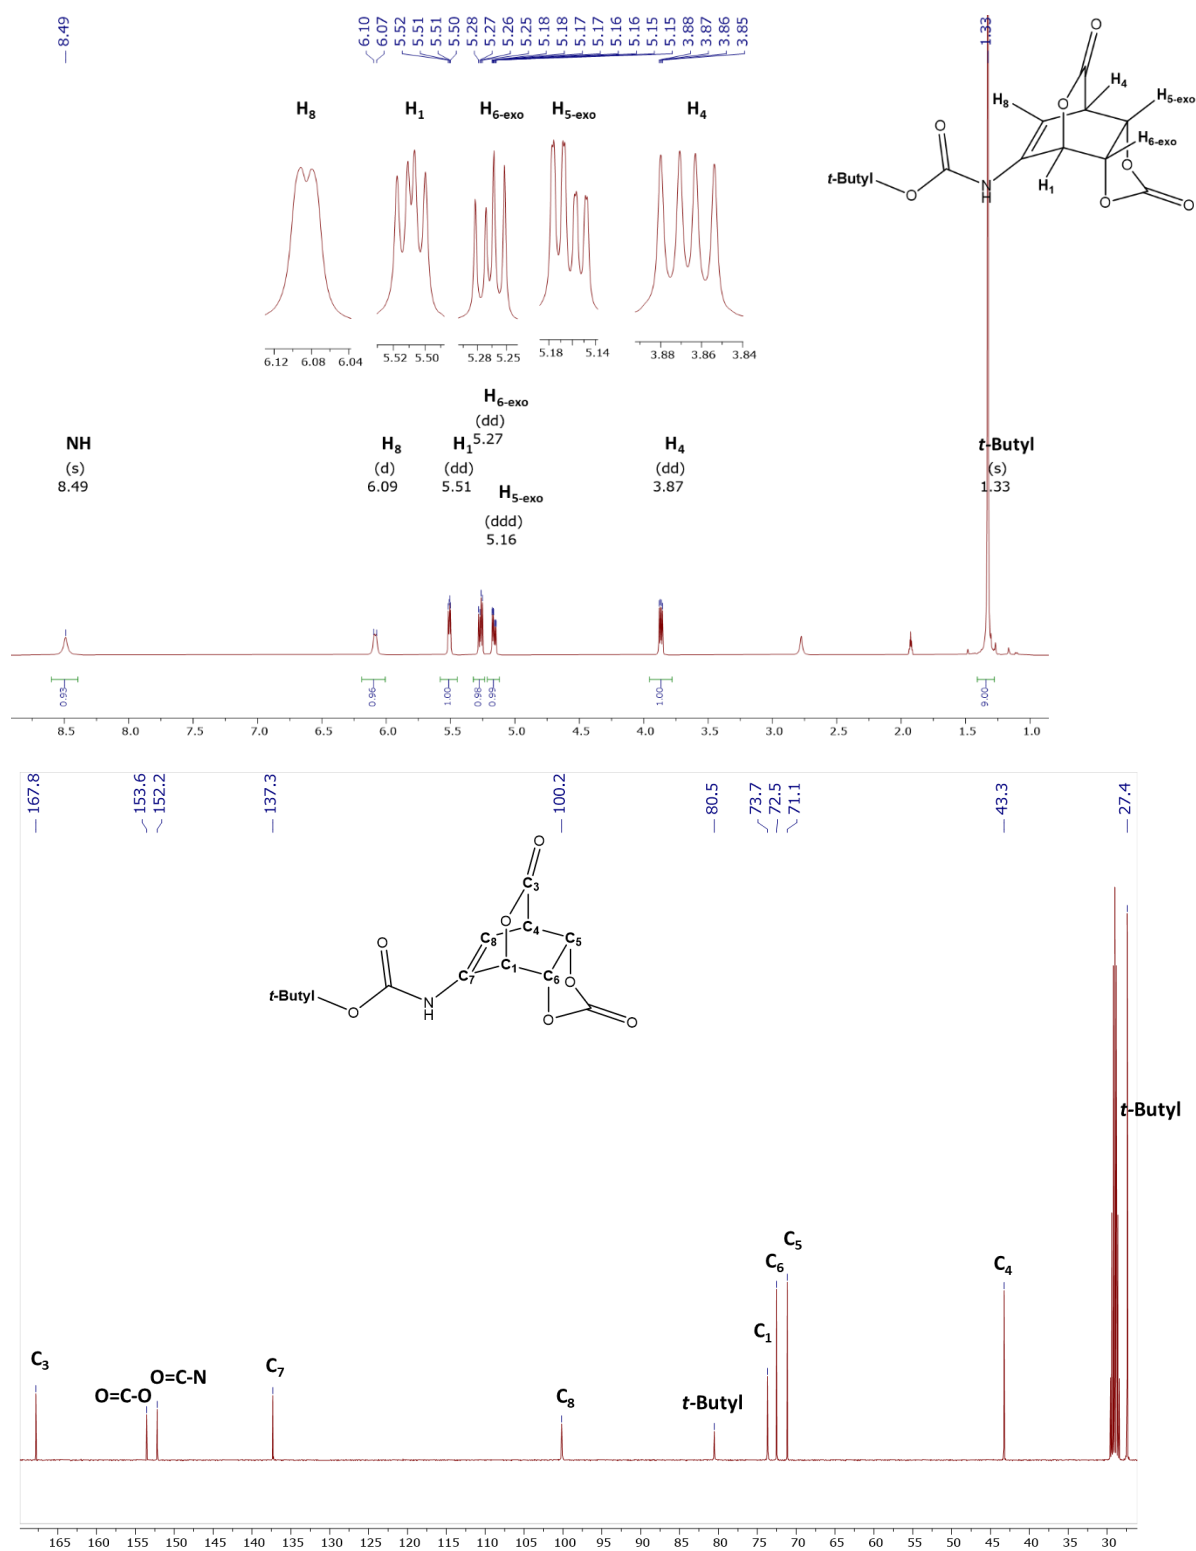 8.49
6.10
6.07
5.52
5.51
5.51
5.50
5.28
5.27
5.26
5.25
5.18
5.18
5.17
5.17
5.16
5.16
5.15
5.15
3.88
3.87
3.86
3.85
1.33
H8 H1 H6-exo H5-exo H4
6.12 6.08 6.04
5.52 5.50
5.28 5.25
5.18 5.14
3.88 3.86 3.84
O
O
H4
H8
H5-exo
H6-exo
O
t-Butyl
O
N
H
H1
O
O
O
NH
(s)
8.49
H8
(d)
6.09
H1
(dd)
5.51
H6-exo
(dd)
5.27
H5-exo
(ddd)
5.16
H4
(dd)
3.87
t-Butyl
(s)
1.33
0.93
0.96
1.00
0.98
0.99
1.00
9.00
8.5 8.0 7.5 7.0 6.5 6.0 5.5 5.0 4.5 4.0 3.5 3.0 2.5 2.0 1.5 1.0
167.8
153.6
152.2
137.3
100.2
80.5
73.7
72.5
71.1
43.3
27.4
O
C3
O
C4
C8
C5
O
C1
C6
C7
O
t-Butyl
O
N
H
O
O
C3
O=C-O
O=C-N
C7
C8
t-Butyl
C1
C6
C5
C4
t-Butyl
165 160 155 150 145 140 135 130 125 120 115 110 105 100 95 90 85 80 75 70 65 60 55 50 45 40 35 30